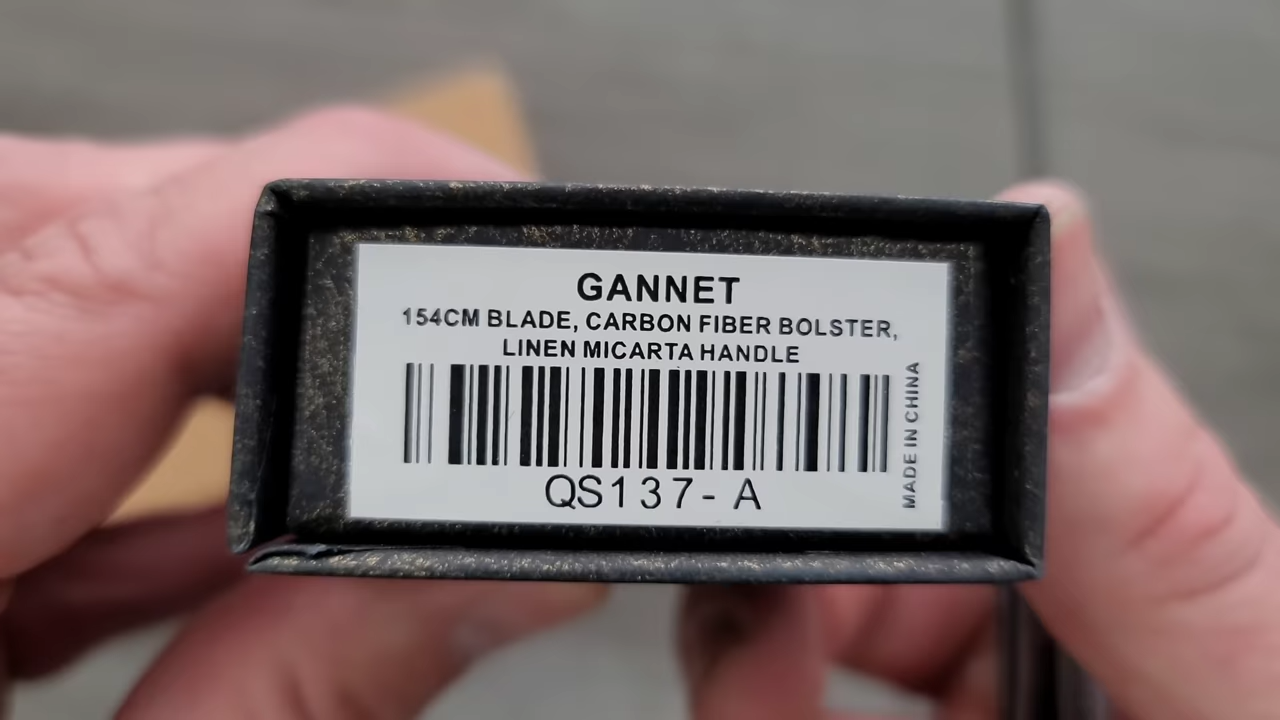 GANNET
154CM BLADE, CARBON FIBER BOLSTER,
LINEN MICARTA HANDLE
QS137- A
MADE IN CHINA